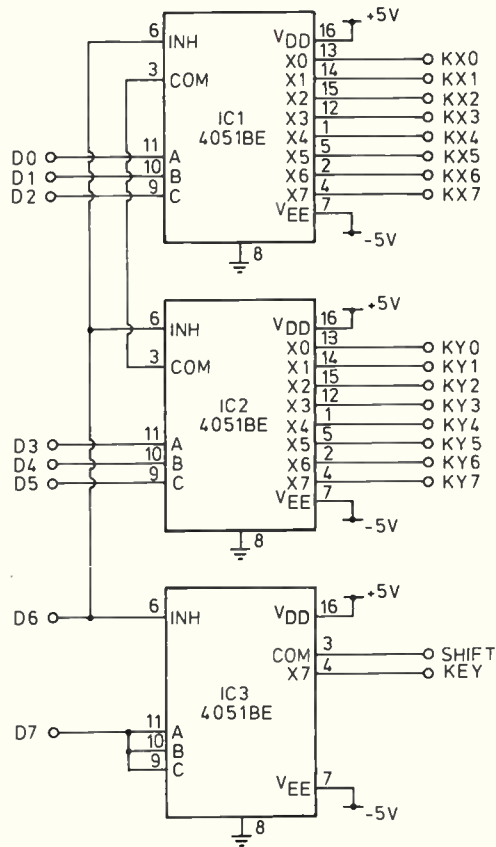 +5V
6 INH
VDD 16
X0 13 KX0
3 COM
X1 14 KX1
X2 15 KX2
IC1
4051BE
X3 12 KX3
X4 1 KX4
D0 11 A
X5 5 KX5
D1 10 B
X6 2 KX6
D2 9 C
X7 4 KX7
VEE 7
-5V
8
+5V
6 INH
VDD 16
X0 13 KY0
3 COM
X1 14 KY1
X2 15 KY2
IC2
4051BE
X3 12 KY3
X4 1 KY4
D3 11 A
X5 5 KY5
D4 10 B
X6 2 KY6
D5 9 C
X7 4 KY7
VEE 7
-5V
8
+5V
D6 6 INH
VDD 16
COM 3 SHIFT
X7 4 KEY
IC3
4051BE
D7 11 A
10 B
9 C
VEE 7
-5V
8